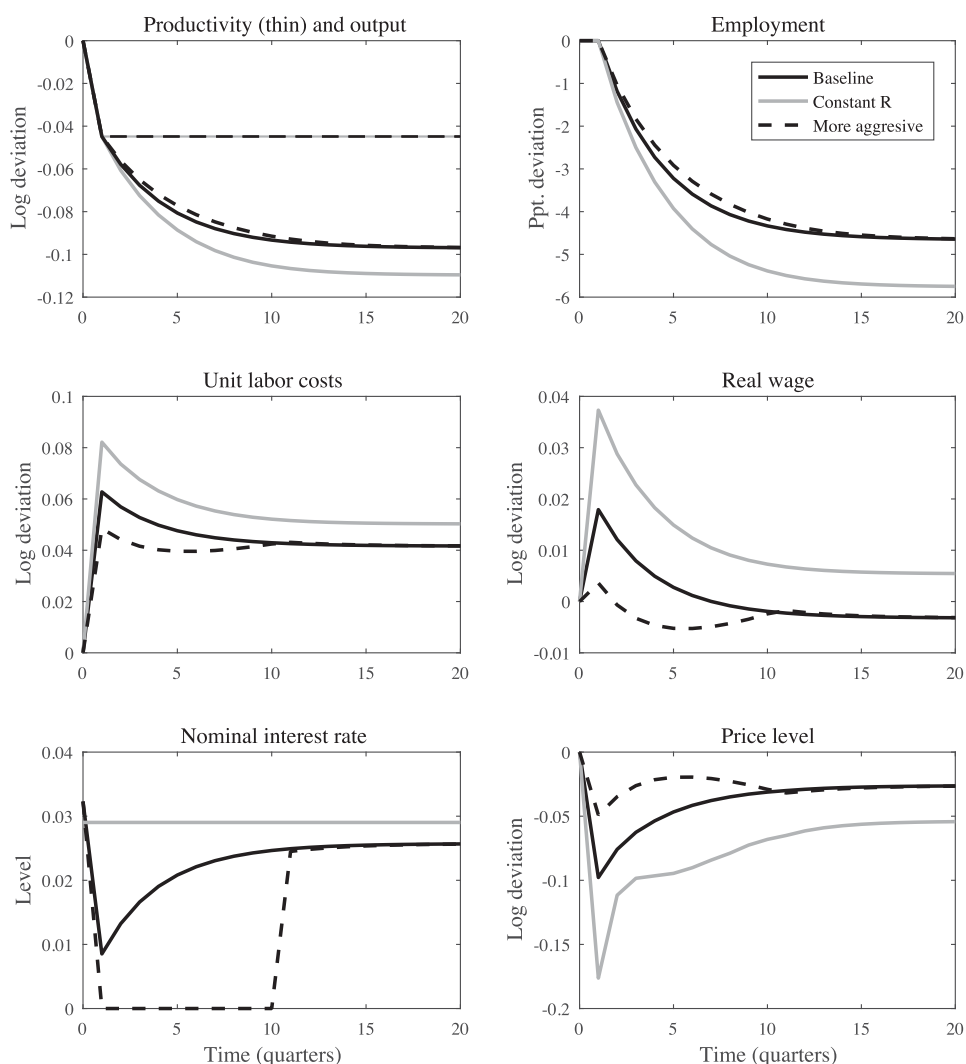 Productivity (thin) and output
Log deviation
0
-0.02
-0.04
-0.06
-0.08
-0.1
-0.12
0 5 10 15 20
Employment
Ppt. deviation
0
-1
-2
-3
-4
-5
-6
0 5 10 15 20
Baseline
Constant R
More aggresive
Unit labor costs
Log deviation
0.1
0.08
0.06
0.04
0.02
0
0 5 10 15 20
Real wage
Log deviation
0.04
0.03
0.02
0.01
0
-0.01
0 5 10 15 20
Nominal interest rate
Level
0.04
0.03
0.02
0.01
0
0 5 10 15 20
Time (quarters)
Price level
Log deviation
0
-0.05
-0.1
-0.15
-0.2
0 5 10 15 20
Time (quarters)